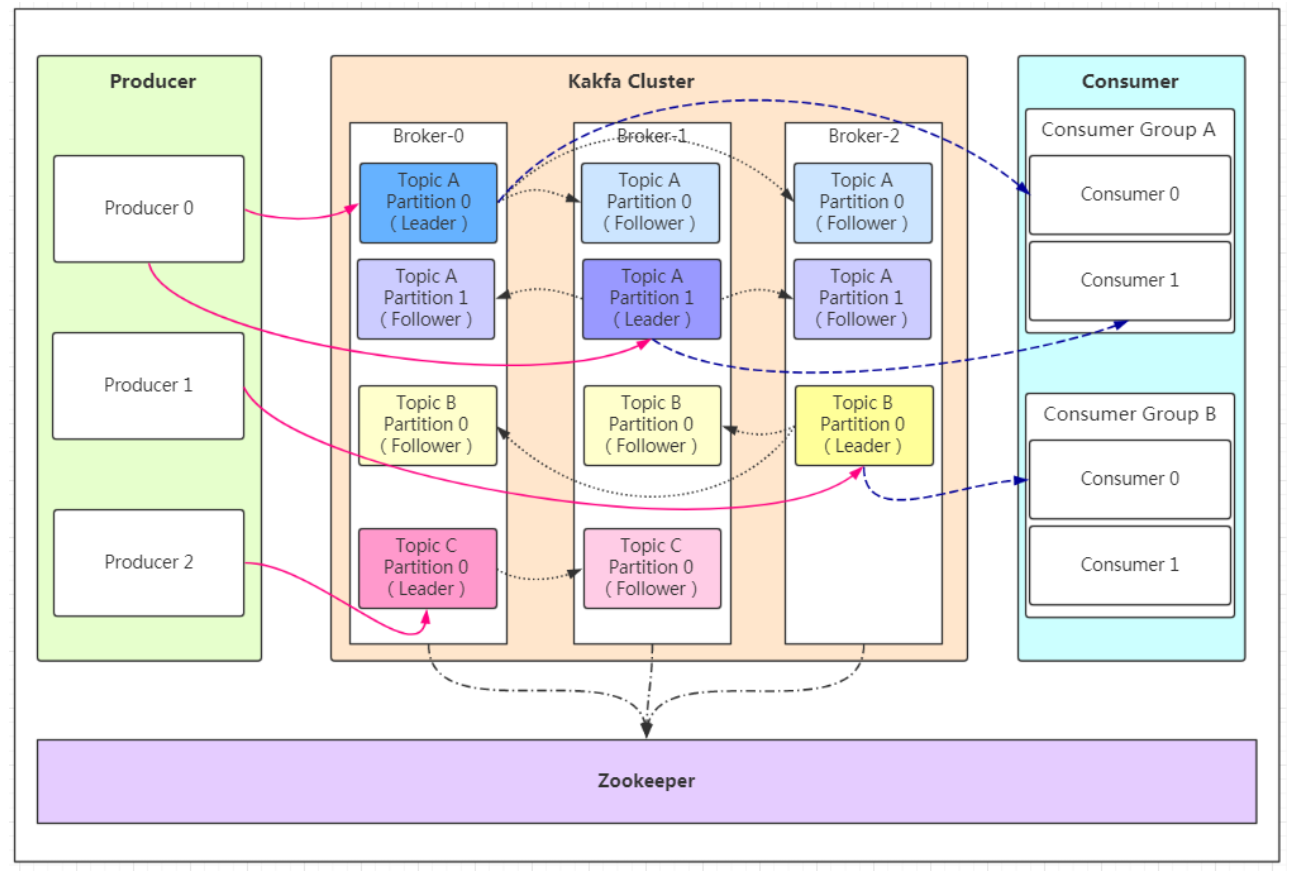 Producer
Producer 0
Producer 1
Producer 2
Kakfa Cluster
Broker-0
Topic A
Partition 0
( Leader )
Topic A
Partition 1
( Follower )
Topic B
Partition 0
( Follower )
Topic C
Partition 0
( Leader )
Broker-1
Topic A
Partition 0
( Follower )
Topic A
Partition 1
( Leader )
Topic B
Partition 0
( Follower )
Topic C
Partition 0
( Follower )
Broker-2
Topic A
Partition 0
( Follower )
Topic A
Partition 1
( Follower )
Topic B
Partition 0
( Leader )
Consumer
Consumer Group A
Consumer 0
Consumer 1
Consumer Group B
Consumer 0
Consumer 1
Zookeeper